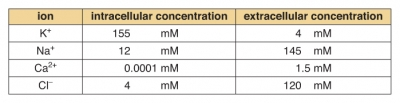 ion intracellular concentration extracellular concentration
K⁺ 155 mM 4 mM
Na⁺ 12 mM 145 mM
Ca²⁺ 0.0001 mM 1.5 mM
Cl⁻ 4 mM 120 mM